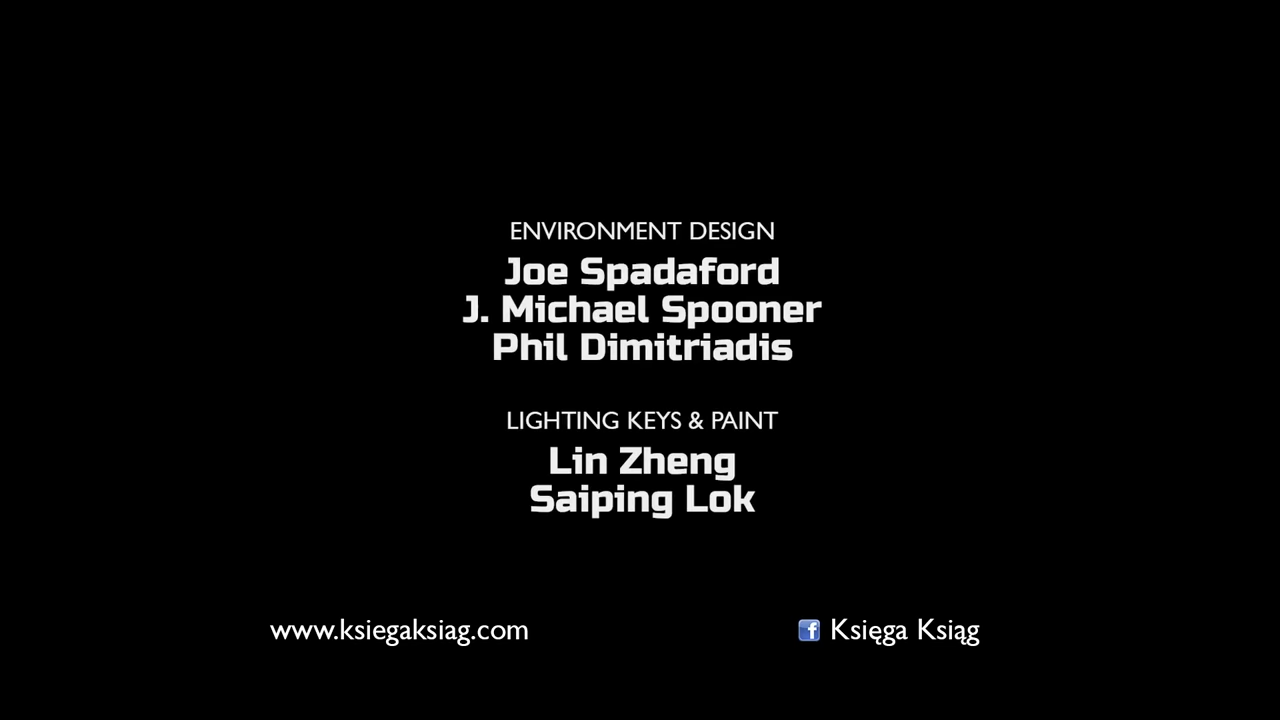 ENVIRONMENT DESIGN
Joe Spadaford
J. Michael Spooner
Phil Dimitriadis
LIGHTING KEYS & PAINT
Lin Zheng
Saiping Lok
www.ksiegaksiag.com
f Księga Ksiąg